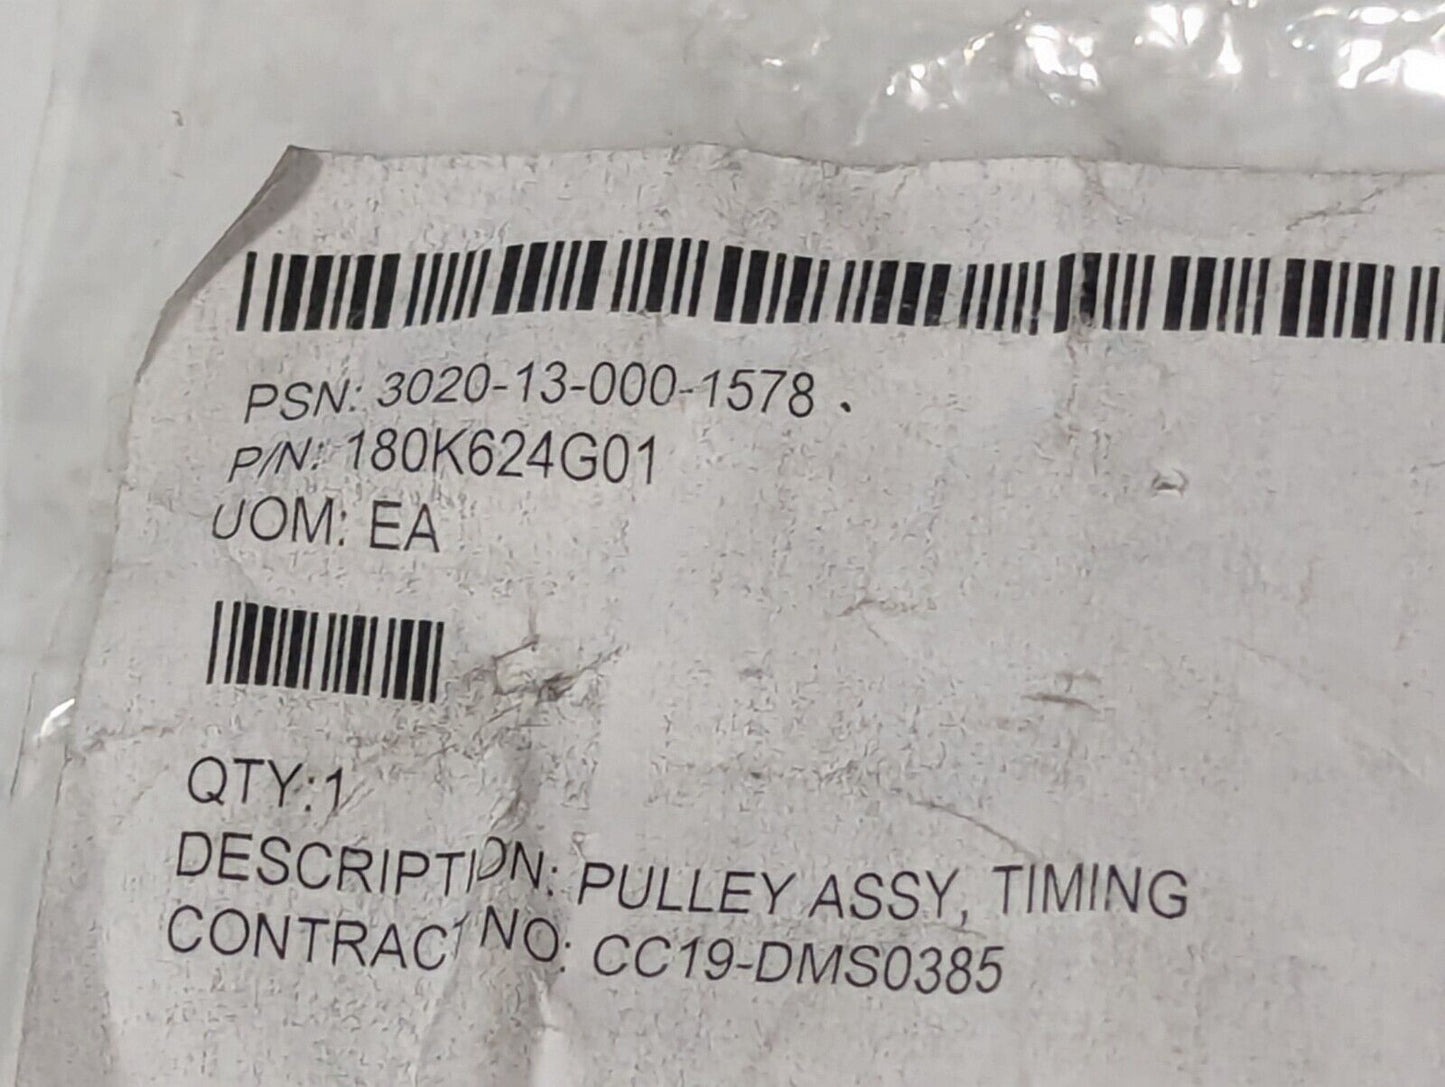 PSN: 3020-13-000-1578 .
P/N: 180K624G01
UOM: EA
QTY:1
DESCRIPTION: PULLEY ASSY, TIMING
CONTRACT NO: CC19-DMS0385